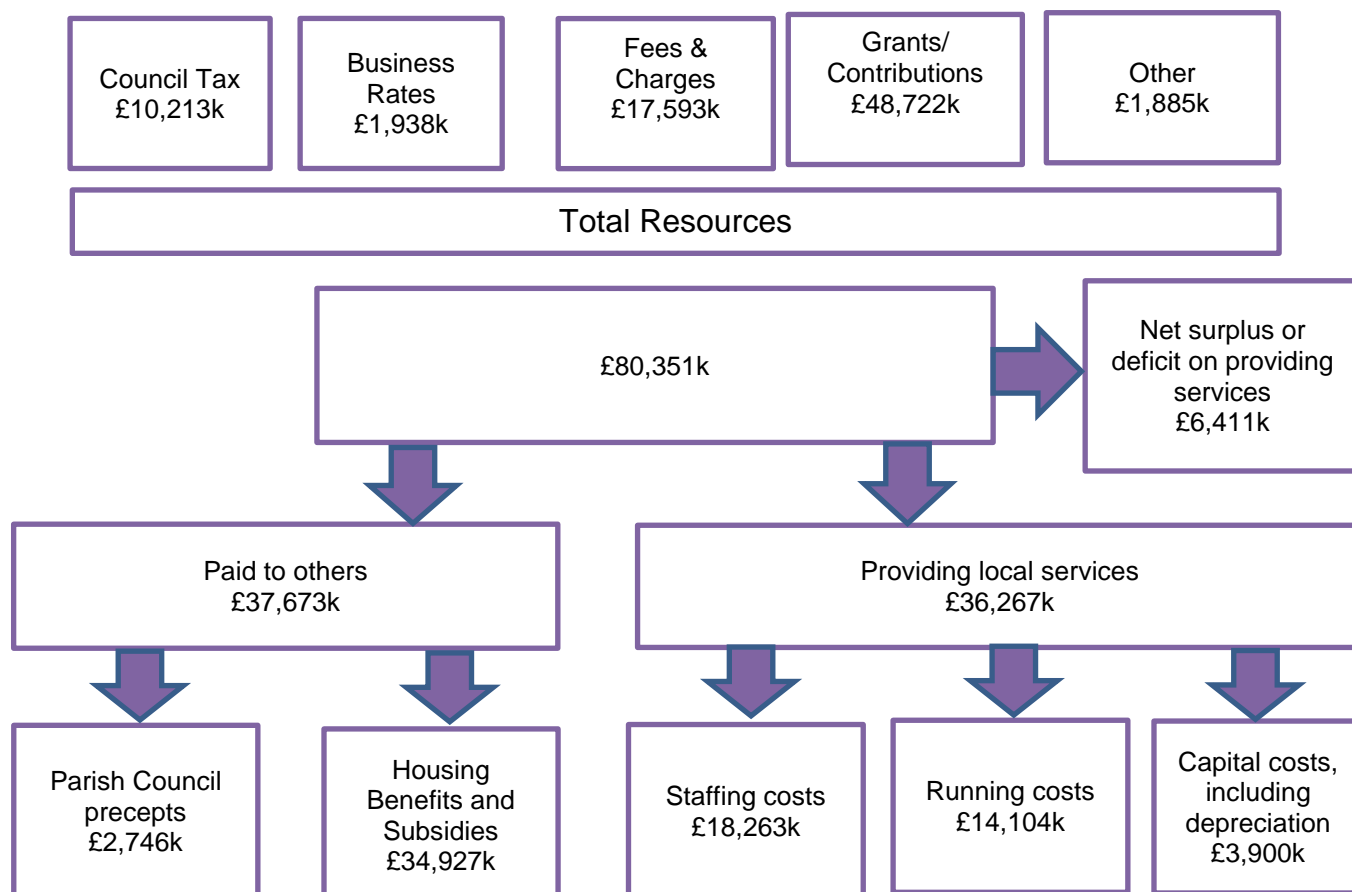 Council Tax
£10,213k
Business
Rates
£1,938k
Fees &
Charges
£17,593k
Grants/
Contributions
£48,722k
Other
£1,885k
Total Resources
£80,351k
Net surplus or
deficit on providing
services
£6,411k
Paid to others
£37,673k
Providing local services
£36,267k
Parish Council
precepts
£2,746k
Housing
Benefits and
Subsidies
£34,927k
Staffing costs
£18,263k
Running costs
£14,104k
Capital costs,
including
depreciation
£3,900k